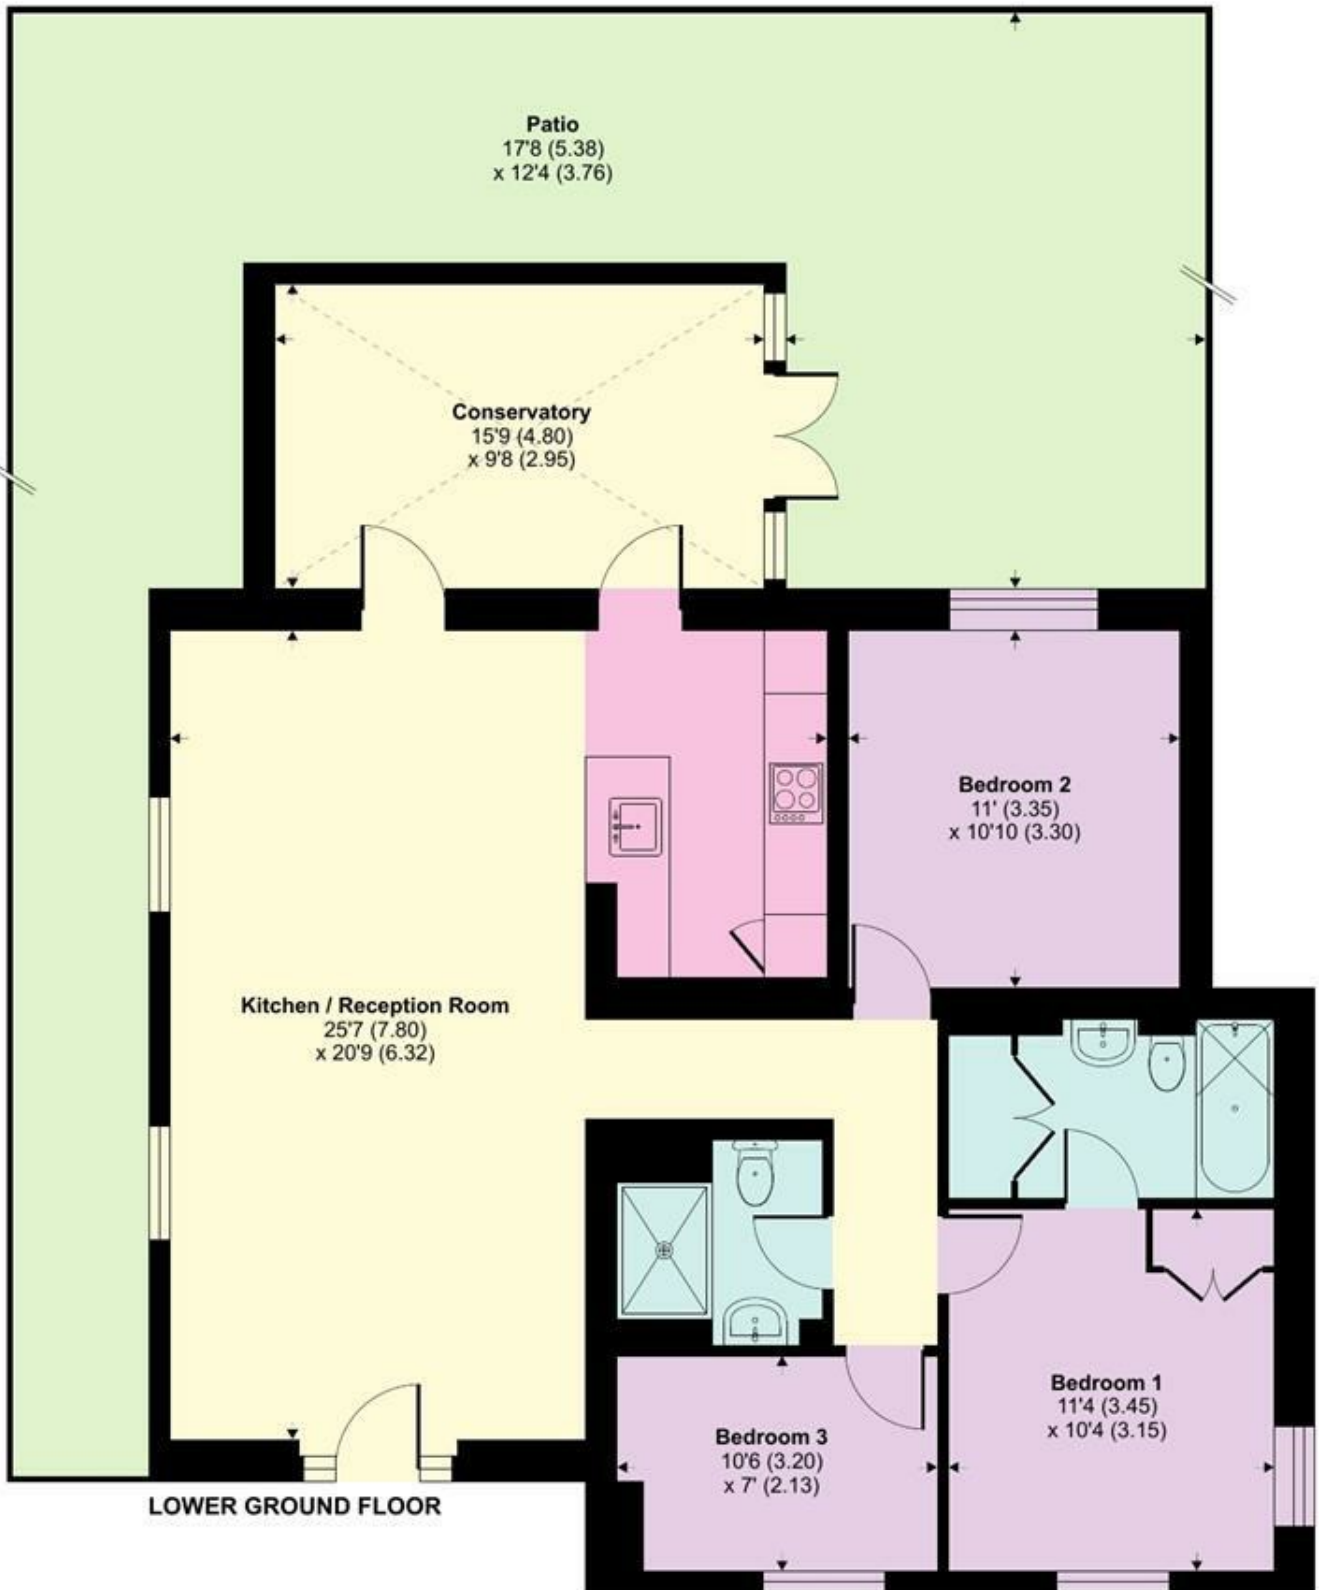 Patio
17'8 (5.38)
x 12'4 (3.76)
Conservatory
15'9 (4.80)
x 9'8 (2.95)
Bedroom 2
11' (3.35)
x 10'10 (3.30)
Kitchen / Reception Room
25'7 (7.80)
x 20'9 (6.32)
Bedroom 1
11'4 (3.45)
x 10'4 (3.15)
Bedroom 3
10'6 (3.20)
x 7' (2.13)
LOWER GROUND FLOOR